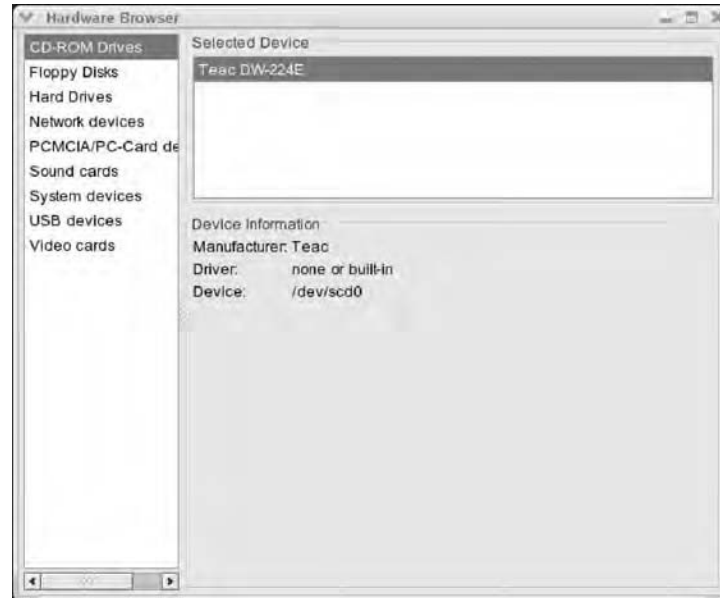 Hardware Browser
CD-ROM Drives
Floppy Disks
Hard Drives
Network devices
PCMCIA/PC-Card de
Sound cards
System devices
USB devices
Video cards
Selected Device
Teac DW-224E
Device Information
Manufacturer: Teac
Driver: none or built-in
Device: /dev/scd0